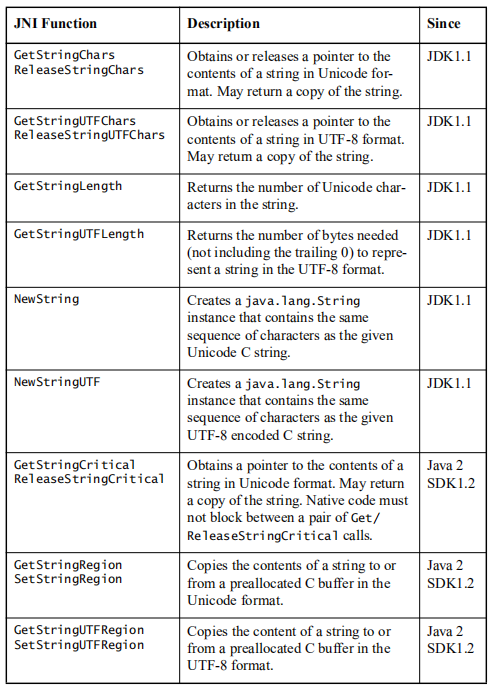 JNI Function Description Since
GetStringChars Obtains or releases a pointer to the JDK1.1
ReleaseStringChars contents of a string in Unicode for-
mat. May return a copy of the string.
GetStringUTFChars Obtains or releases a pointer to the JDK1.1
ReleaseStringUTFChars contents of a string in UTF-8 format.
May return a copy of the string.
GetStringLength Returns the number of Unicode char- JDK1.1
acters in the string.
GetStringUTFLength Returns the number of bytes needed JDK1.1
(not including the trailing 0) to repre-
sent a string in the UTF-8 format.
NewString Creates a java.lang.String JDK1.1
instance that contains the same
sequence of characters as the given
Unicode C string.
NewStringUTF Creates a java.lang.String JDK1.1
instance that contains the same
sequence of characters as the given
UTF-8 encoded C string.
GetStringCritical Obtains a pointer to the contents of a Java 2
ReleaseStringCritical string in Unicode format. May return SDK1.2
a copy of the string. Native code must
not block between a pair of Get/
ReleaseStringCritical calls.
GetStringRegion Copies the contents of a string to or Java 2
SetStringRegion from a preallocated C buffer in the SDK1.2
Unicode format.
GetStringUTFRegion Copies the content of a string to or Java 2
SetStringUTFRegion from a preallocated C buffer in the SDK1.2
UTF-8 format.